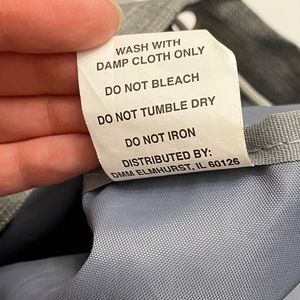 WASH WITH
DAMP CLOTH ONLY
DO NOT BLEACH
DO NOT TUMBLE DRY
DO NOT IRON
DISTRIBUTED BY:
DMM ELMHURST, IL 60126